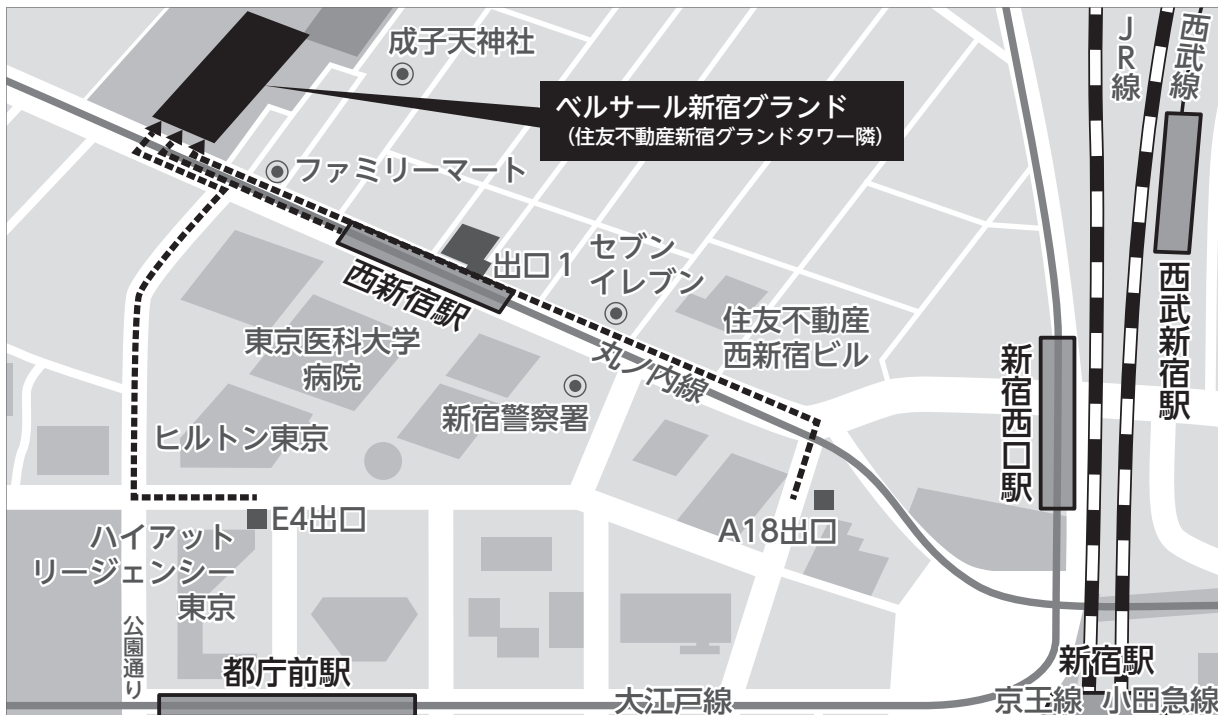 成子天神社
ベルサール新宿グランド
（住友不動産新宿グランドタワー隣）
JR線
西武線
ファミリーマート
出口1
セブン
イレブン
西新宿駅
西武新宿駅
住友不動産
西新宿ビル
東京医科大学
病院
丸ノ内線
新宿西口駅
新宿警察署
ヒルトン東京
E4出口
A18出口
ハイアット
リージェンシー
東京
公園通り
都庁前駅
新宿駅
大江戸線
京王線
小田急線